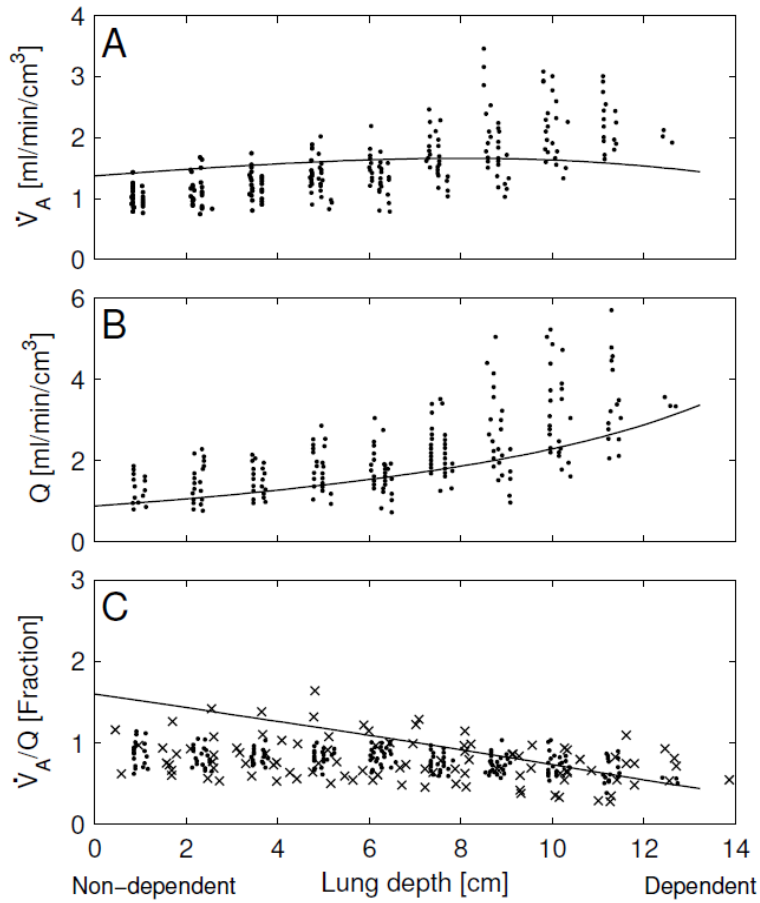 A
V̇A [ml/min/cm3]
4
3
2
1
0
B
Q [ml/min/cm3]
6
4
2
0
C
V̇A/Q [Fraction]
3
2
1
0
0 2 4 6 8 10 12 14
Non−dependent Lung depth [cm] Dependent